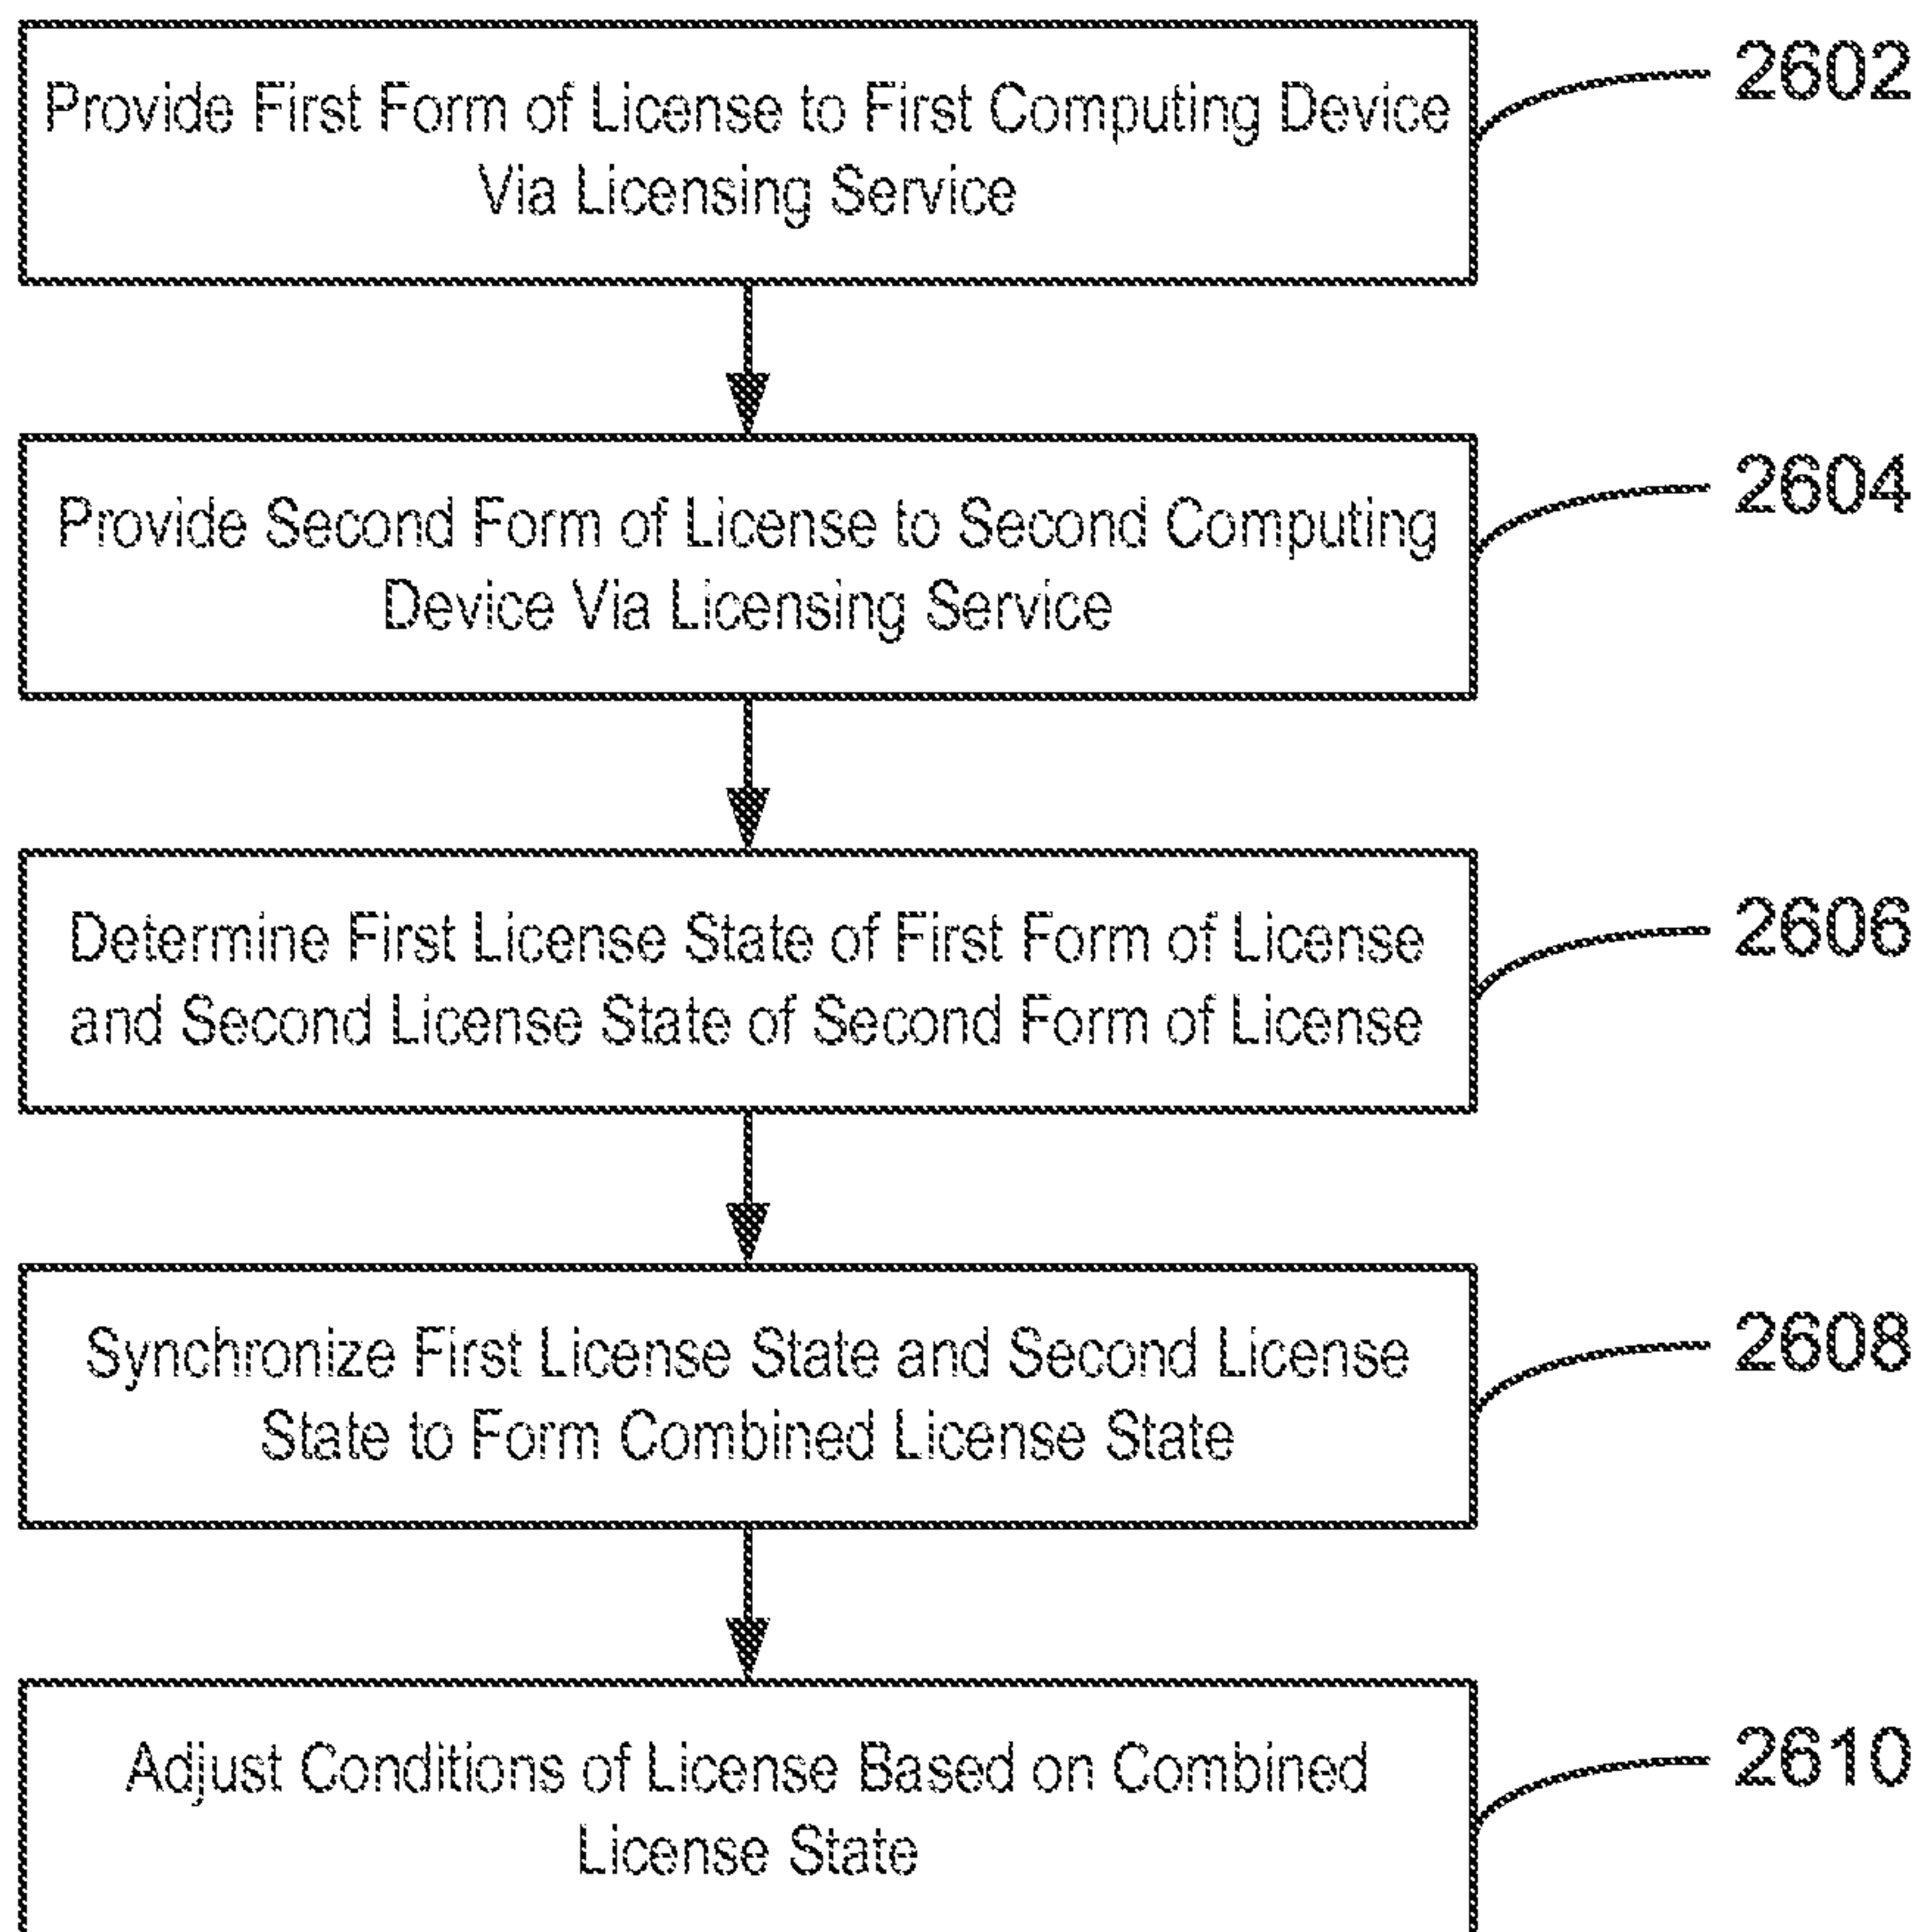 Provide First Form of License to First Computing Device
Via Licensing Service
2602
Provide Second Form of License to Second Computing
Device Via Licensing Service
2604
Determine First License State of First Form of License
and Second License State of Second Form of License
2606
Synchronize First License State and Second License
State to Form Combined License State
2608
Adjust Conditions of License Based on Combined
License State
2610